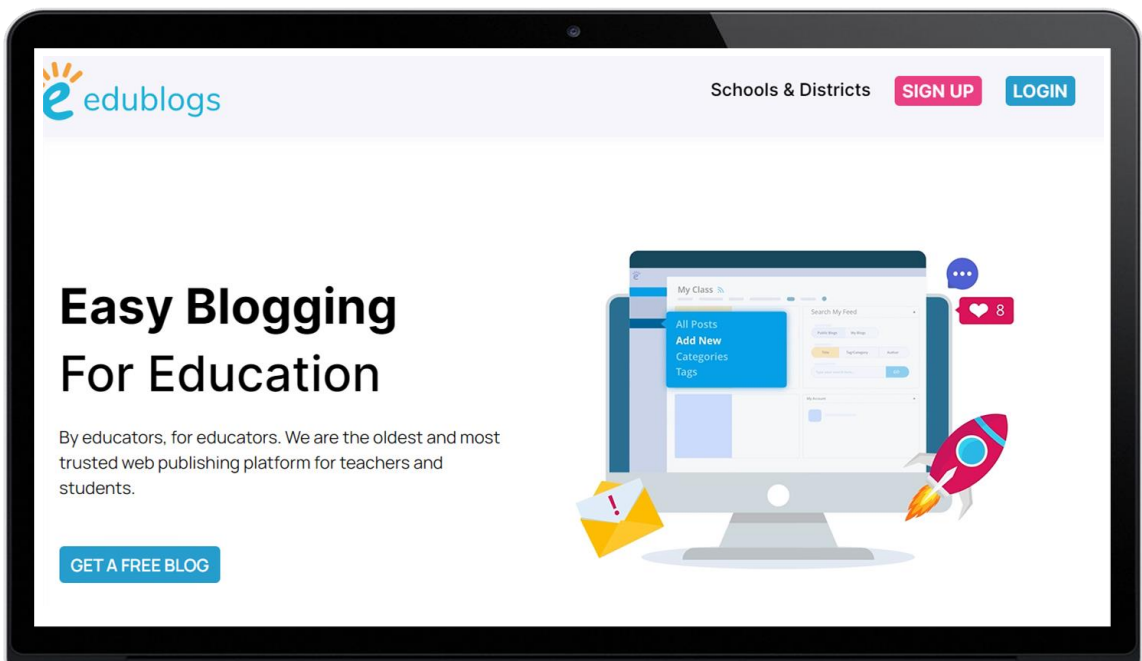 edublogs
Schools & Districts
SIGN UP
LOGIN
Easy Blogging
For Education
By educators, for educators. We are the oldest and most
trusted web publishing platform for teachers and
students.
GET A FREE BLOG
My Class
All Posts
Add New
Categories
Tags
Search My Feed
My Account
8